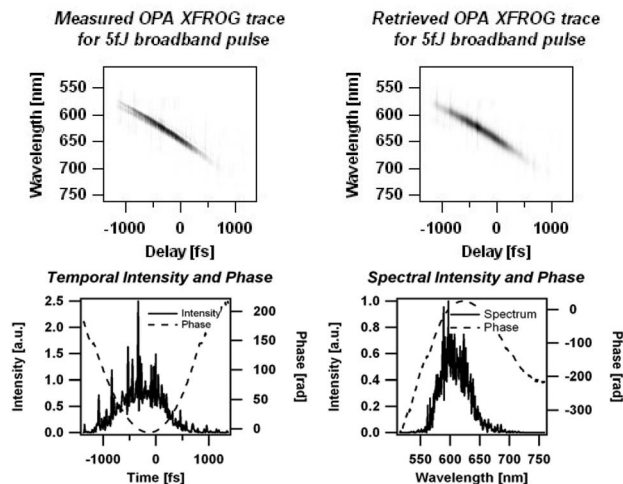 Measured OPA XFROG trace
for 5fJ broadband pulse
Retrieved OPA XFROG trace
for 5fJ broadband pulse
Wavelength [nm]
550
600
650
700
750
-1000 0 1000
Delay [fs]
Wavelength [nm]
550
600
650
700
750
-1000 0 1000
Delay [fs]
Temporal Intensity and Phase
Intensity [a.u.]
2.5
2.0
1.5
1.0
0.5
0.0
Intensity
Phase
200
150
100
50
0
Phase [rad]
-1000 0 1000
Time [fs]
Spectral Intensity and Phase
Intensity [a.u.]
1.0
0.8
0.6
0.4
0.2
0.0
Spectrum
Phase
0
-100
-200
-300
Phase [rad]
550 600 650 700 750
Wavelength [nm]